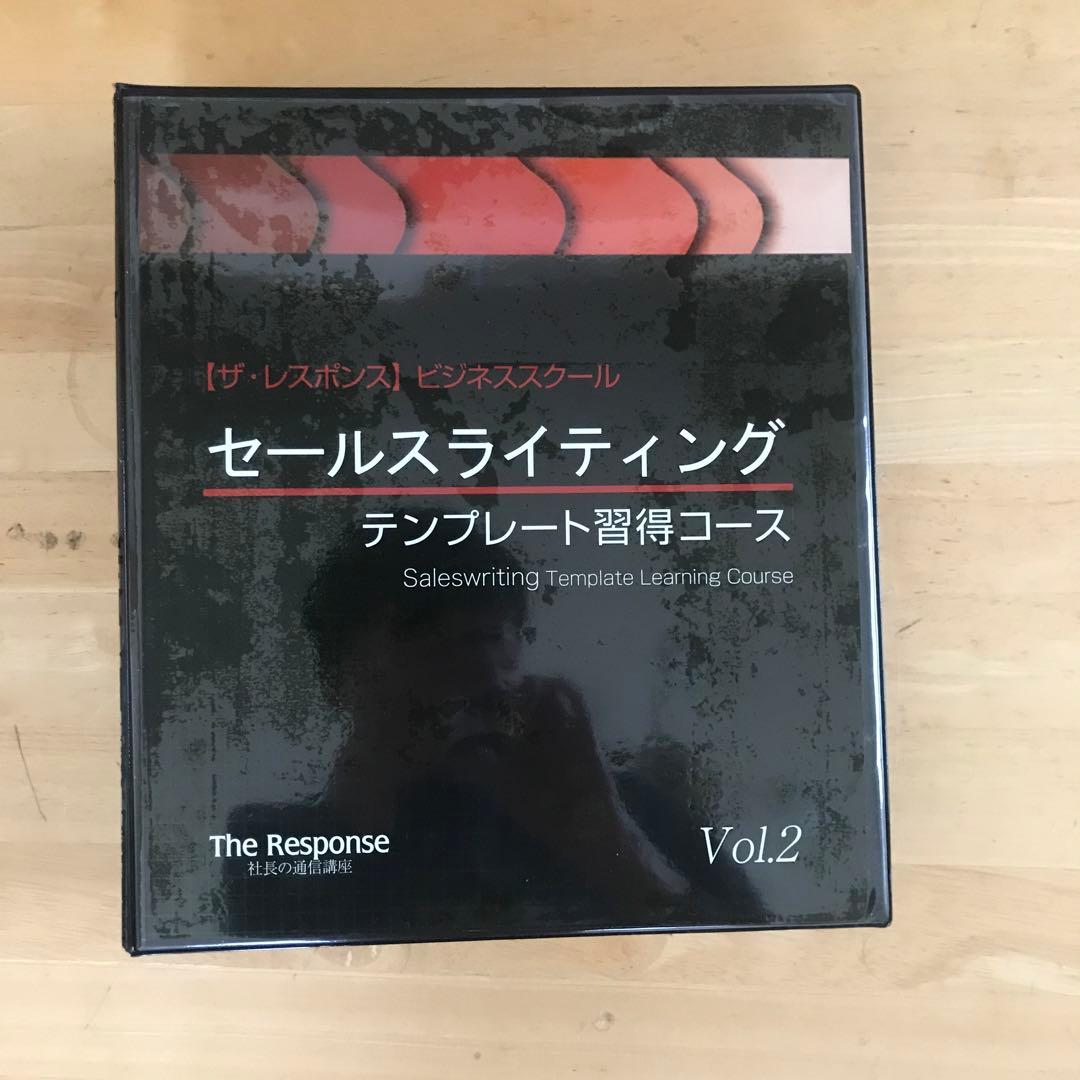 【ザ・レスポンス】ビジネススクール
セールスライティング
テンプレート習得コース
Saleswriting Template Learning Course
The Response
社長の通信講座
Vol.2